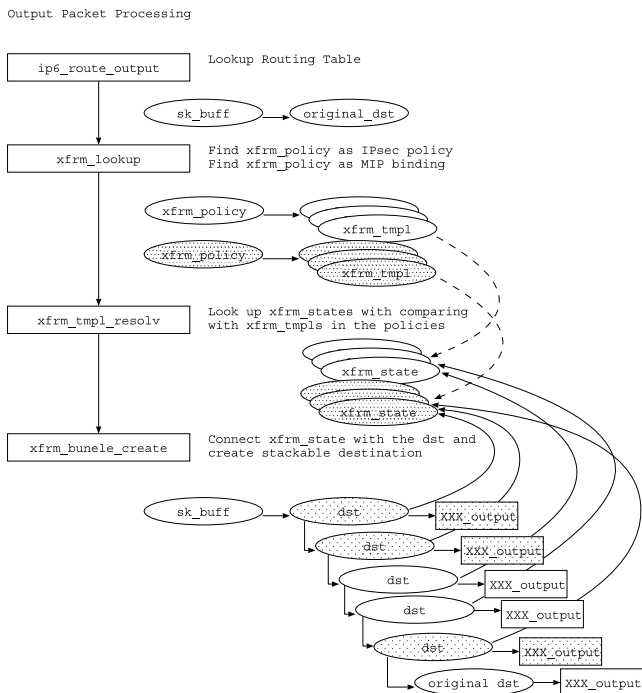 Output Packet Processing
ip6_route_output
Lookup Routing Table
sk_buff
original_dst
xfrm_lookup
Find xfrm_policy as IPsec policy
Find xfrm_policy as MIP binding
xfrm_policy
xfrm_tmpl
xfrm_policy
xfrm_tmpl
xfrm_tmpl_resolv
Look up xfrm_states with comparing
with xfrm_tmpls in the policies
xfrm_state
xfrm_state
xfrm_bunele_create
Connect xfrm_state with the dst and
create stackable destination
sk_buff
dst
XXX_output
dst
XXX_output
dst
XXX_output
dst
XXX_output
dst
XXX_output
original dst
XXX_output